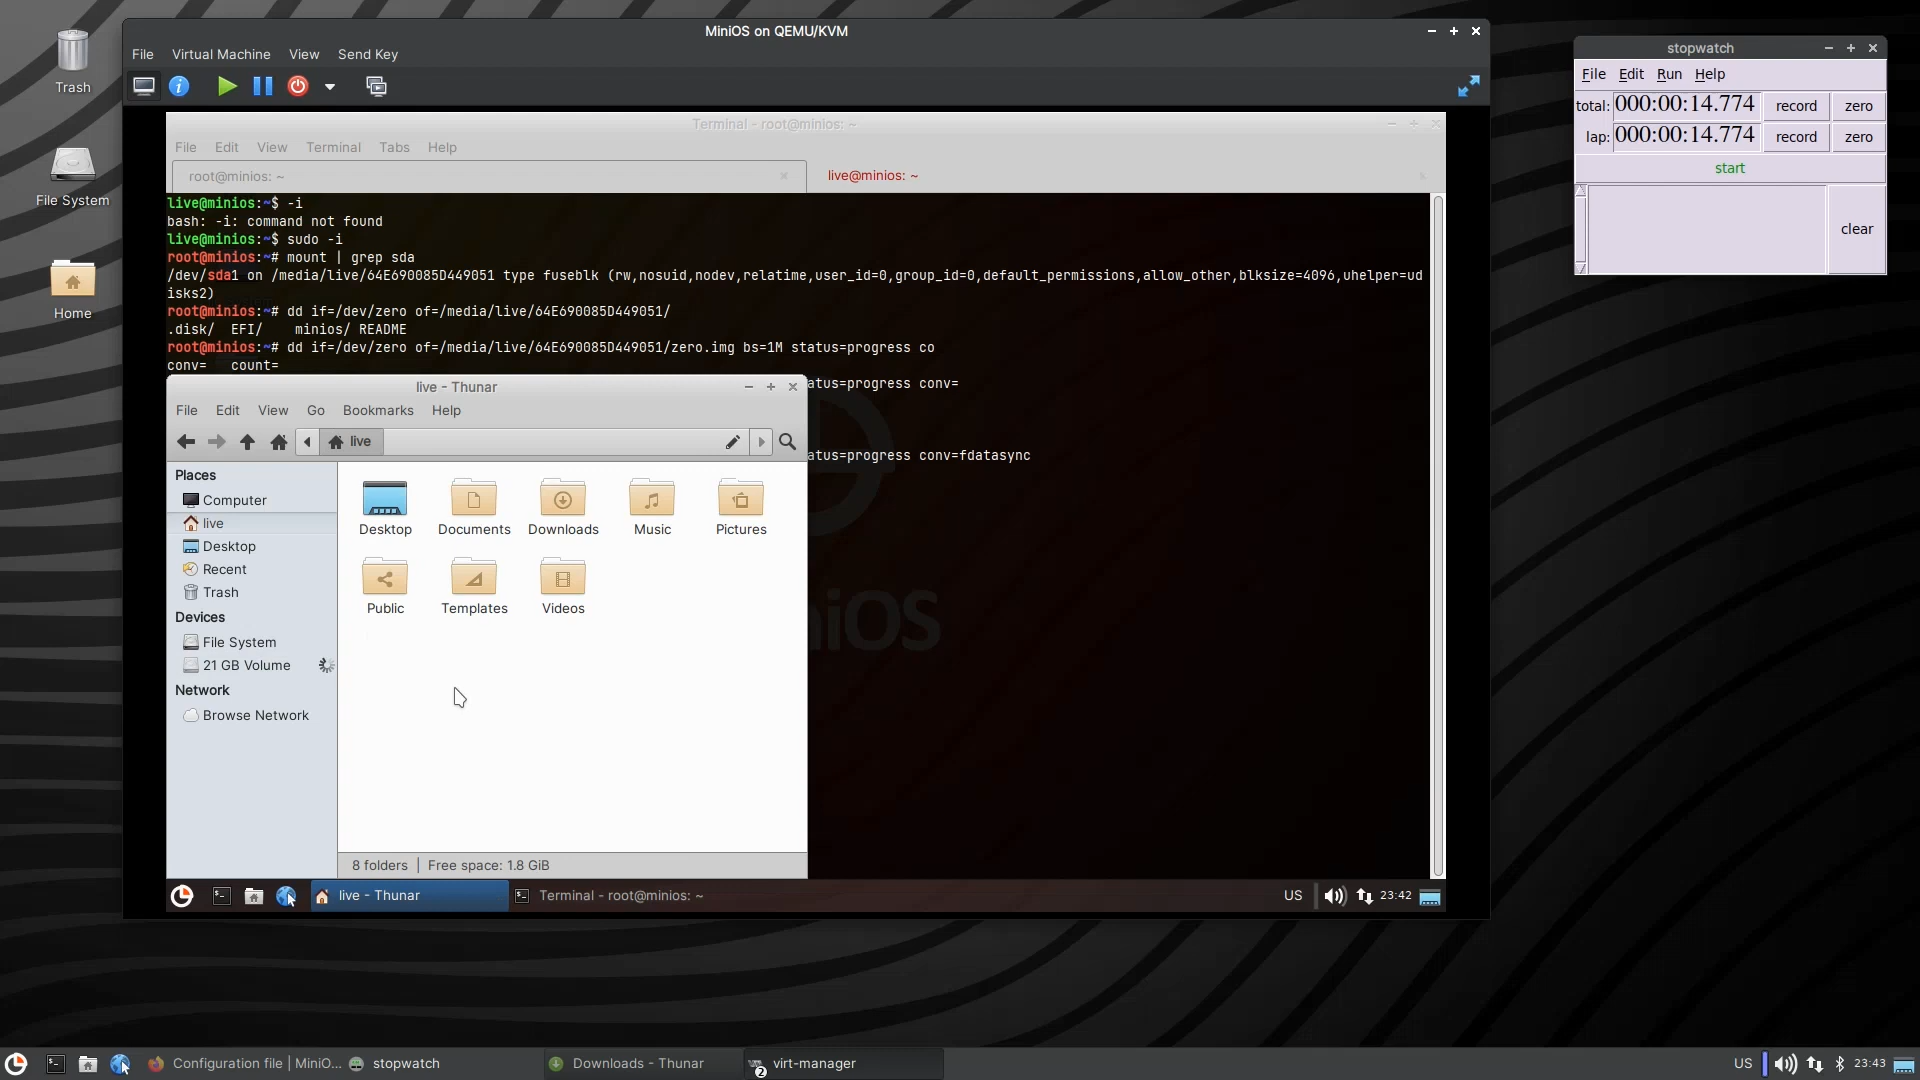 Trash
File System
Home
MiniOS on QEMU/KVM
File Virtual Machine View Send Key
Terminal - root@minios: ~
File Edit View Terminal Tabs Help
root@minios: ~
live@minios: ~
live@minios:~$ -i
bash: -i: command not found
live@minios:~$ sudo -i
root@minios:~# mount | grep sda
/dev/sda1 on /media/live/64E690085D449051 type fuseblk (rw,nosuid,nodev,relatime,user_id=0,group_id=0,default_permissions,allow_other,blksize=4096,uhelper=ud
isks2)
root@minios:~# dd if=/dev/zero of=/media/live/64E690085D449051/
.disk/ EFI/ minios/ README
root@minios:~# dd if=/dev/zero of=/media/live/64E690085D449051/zero.img bs=1M status=progress co
conv= count=
atus=progress conv=
atus=progress conv=fdatasync
niOS
live - Thunar
File Edit View Go Bookmarks Help
live
Places
Computer
live
Desktop
Recent
Trash
Devices
File System
21 GB Volume
Network
Browse Network
Desktop Documents Downloads Music Pictures
Public Templates Videos
8 folders | Free space: 1.8 GiB
live - Thunar
Terminal - root@minios: ~
US 23:42
stopwatch
File Edit Run Help
total: 000:00:14.774 record zero
lap: 000:00:14.774 record zero
start
clear
Configuration file | MiniO...
stopwatch
Downloads - Thunar
2 virt-manager
US 23:43